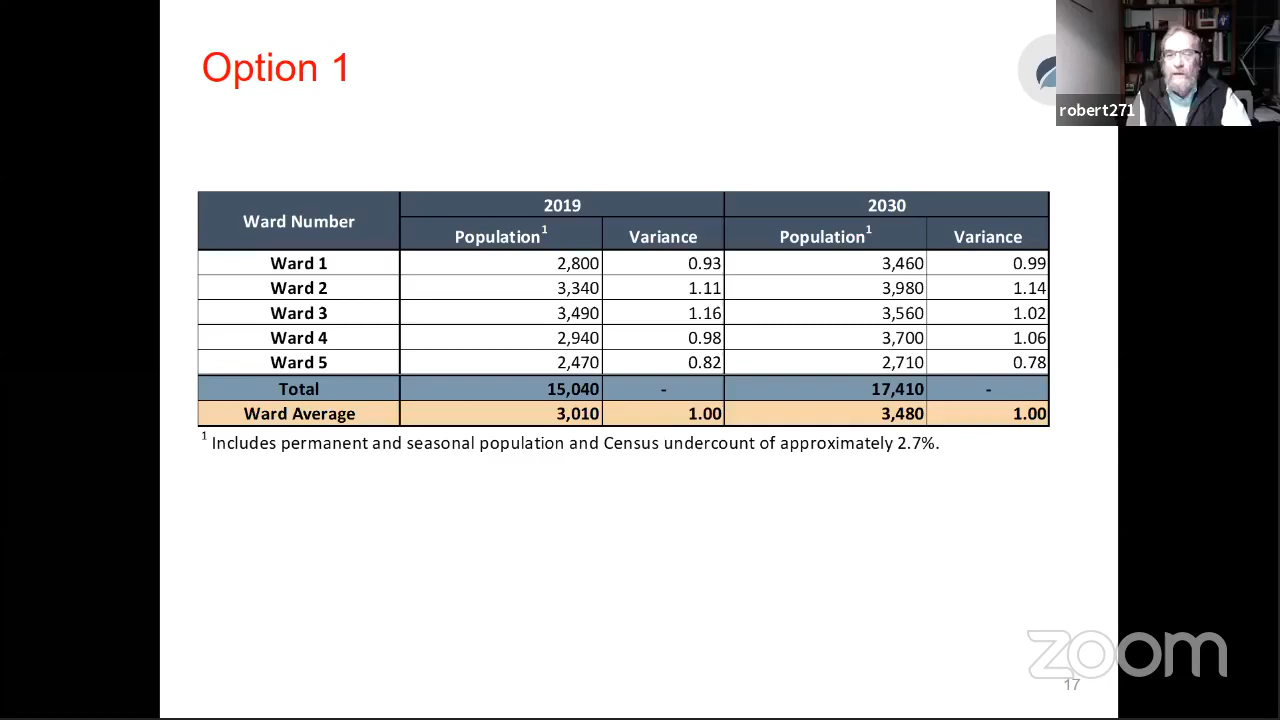 Option 1
robert271
Ward Number 2019 2030
Population1 Variance Population1 Variance
Ward 1 2,800 0.93 3,460 0.99
Ward 2 3,340 1.11 3,980 1.14
Ward 3 3,490 1.16 3,560 1.02
Ward 4 2,940 0.98 3,700 1.06
Ward 5 2,470 0.82 2,710 0.78
Total 15,040 - 17,410 -
Ward Average 3,010 1.00 3,480 1.00
1 Includes permanent and seasonal population and Census undercount of approximately 2.7%.
zoom
17